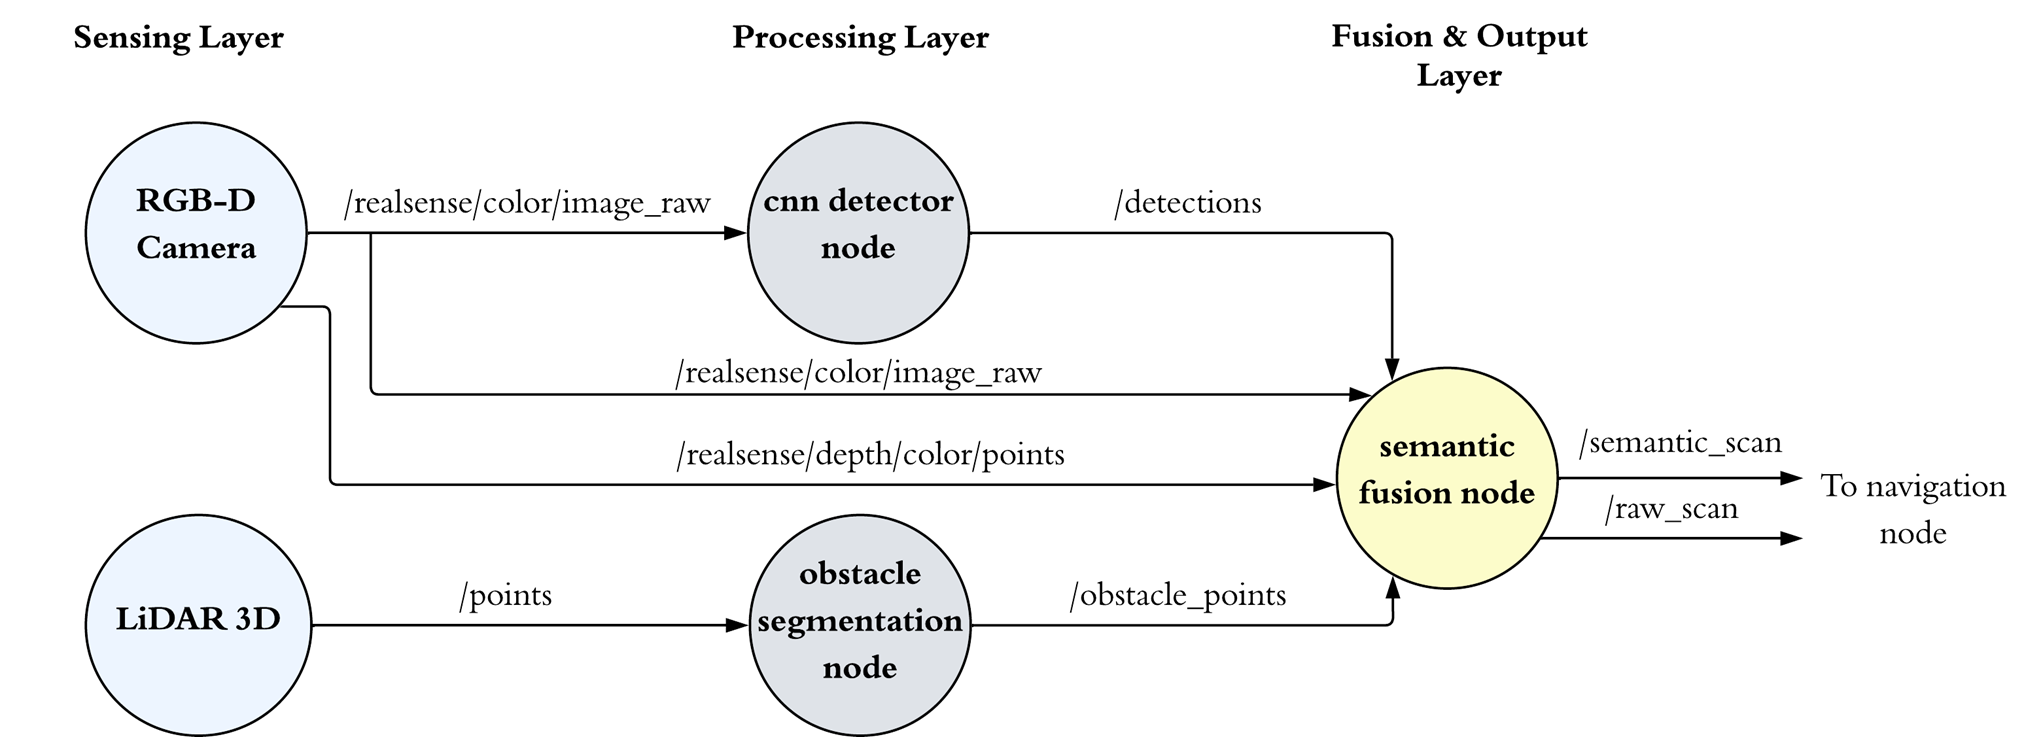 Sensing Layer
Processing Layer
Fusion & Output
Layer
RGB-D
Camera
/realsense/color/image_raw
cnn detector
node
/detections
/realsense/color/image_raw
/realsense/depth/color/points
semantic
fusion node
/semantic_scan
/raw_scan
To navigation
node
LiDAR 3D
/points
obstacle
segmentation
node
/obstacle_points